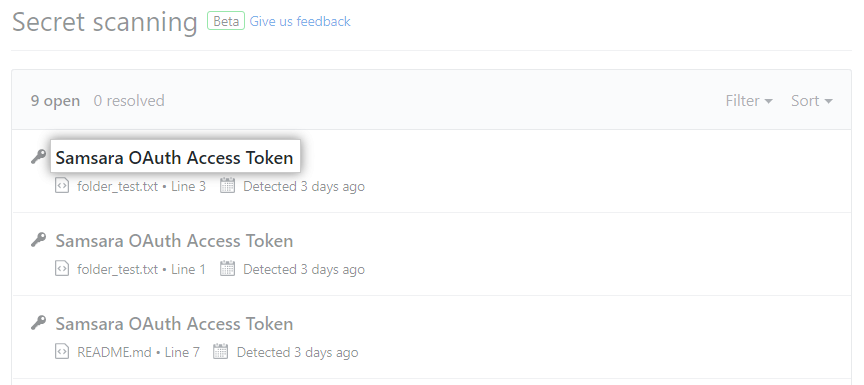 Secret scanning Beta Give us feedback
9 open 0 resolved Filter Sort
Samsara OAuth Access Token
folder_test.txt • Line 3 Detected 3 days ago
Samsara OAuth Access Token
folder_test.txt • Line 1 Detected 3 days ago
Samsara OAuth Access Token
README.md • Line 7 Detected 3 days ago